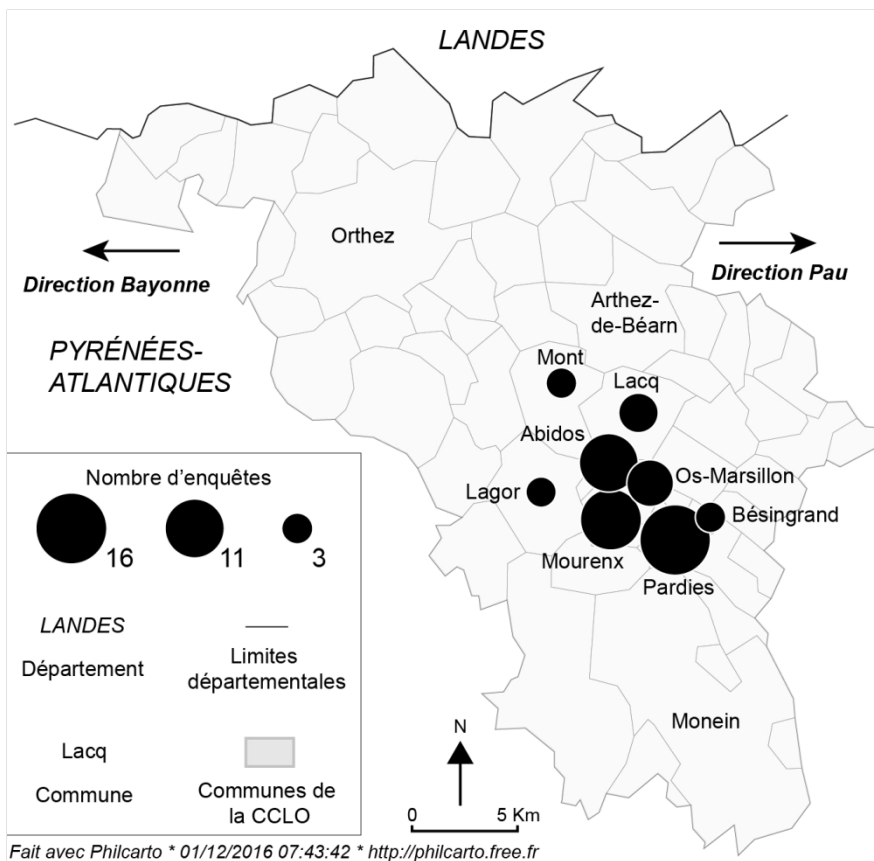 LANDES
Orthez
Direction Bayonne
Direction Pau
Arthez-
de-Béarn
PYRÉNÉES-
ATLANTIQUES
Mont
Lacq
Abidos
Os-Marsillon
Lagor
Bésingrand
Mourenx
Pardies
Monein
Nombre d'enquêtes
16
11
3
LANDES
Département
Limites
départementales
Lacq
Commune
Communes de
la CCLO
N
0
5 Km
Fait avec Philcarto * 01/12/2016 07:43:42 * http://philcarto.free.fr